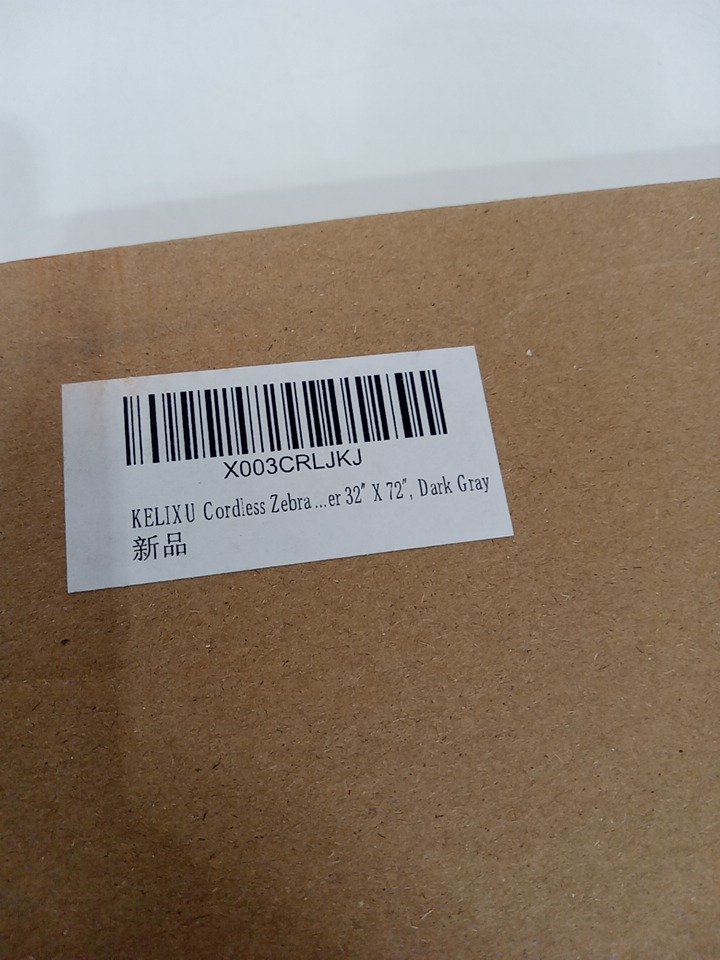 X003CRLJKJ
KELIXU Cordless Zebra ...er 32" X 72", Dark Gray
新品